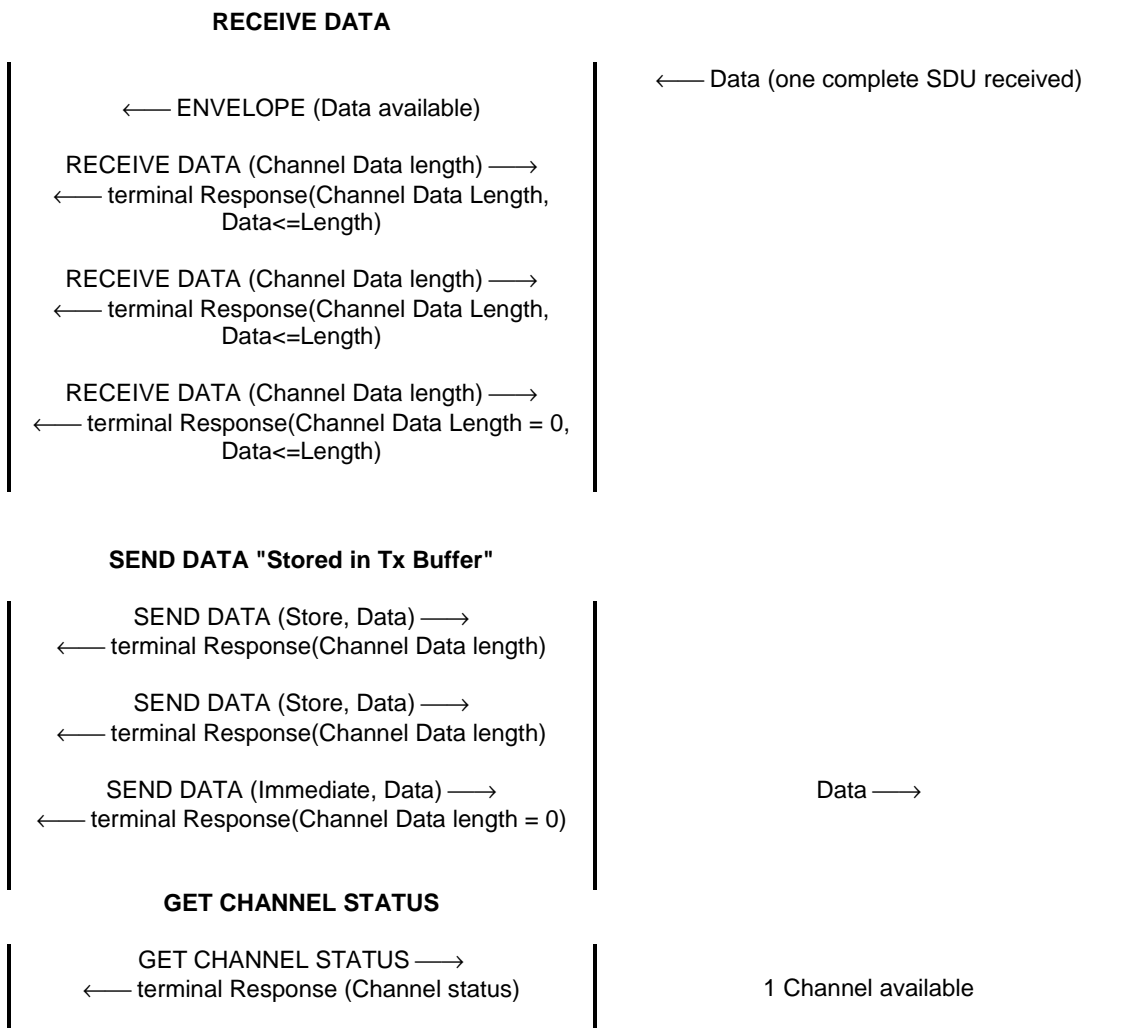 RECEIVE DATA
←── Data (one complete SDU received)
←── ENVELOPE (Data available)
RECEIVE DATA (Channel Data length) ──→
←── terminal Response(Channel Data Length,
Data<=Length)
RECEIVE DATA (Channel Data length) ──→
←── terminal Response(Channel Data Length,
Data<=Length)
RECEIVE DATA (Channel Data length) ──→
←── terminal Response(Channel Data Length = 0,
Data<=Length)
SEND DATA "Stored in Tx Buffer"
SEND DATA (Store, Data) ──→
←── terminal Response(Channel Data length)
SEND DATA (Store, Data) ──→
←── terminal Response(Channel Data length)
SEND DATA (Immediate, Data) ──→
Data ──→
←── terminal Response(Channel Data length = 0)
GET CHANNEL STATUS
GET CHANNEL STATUS ──→
←── terminal Response (Channel status)
1 Channel available